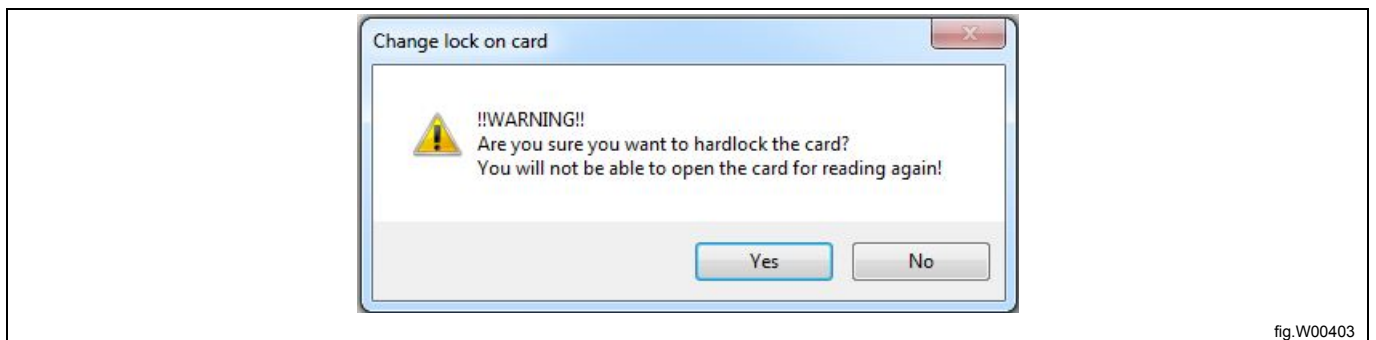 Change lock on card
!!WARNING!!
Are you sure you want to hardlock the card?
You will not be able to open the card for reading again!
Yes No
fig.W00403